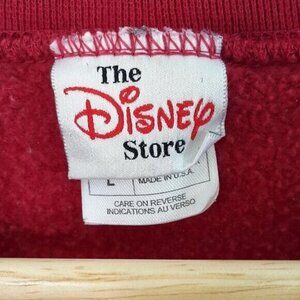 The
Disney
Store
L
MADE IN U.S.A.
CARE ON REVERSE
INDICATIONS AU VERSO